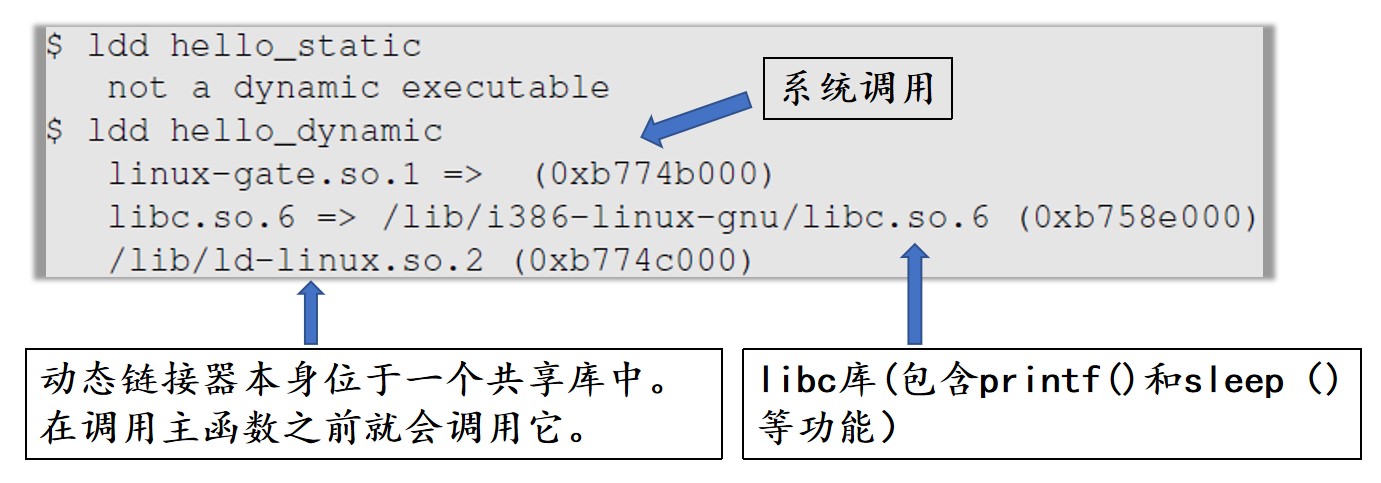 $ ldd hello_static
not a dynamic executable
系统调用
$ ldd hello_dynamic
linux-gate.so.1 =>  (0xb774b000)
libc.so.6 => /lib/i386-linux-gnu/libc.so.6 (0xb758e000)
/lib/ld-linux.so.2 (0xb774c000)
动态链接器本身位于一个共享库中。
在调用主函数之前就会调用它。
libc库(包含printf()和sleep ()
等功能)